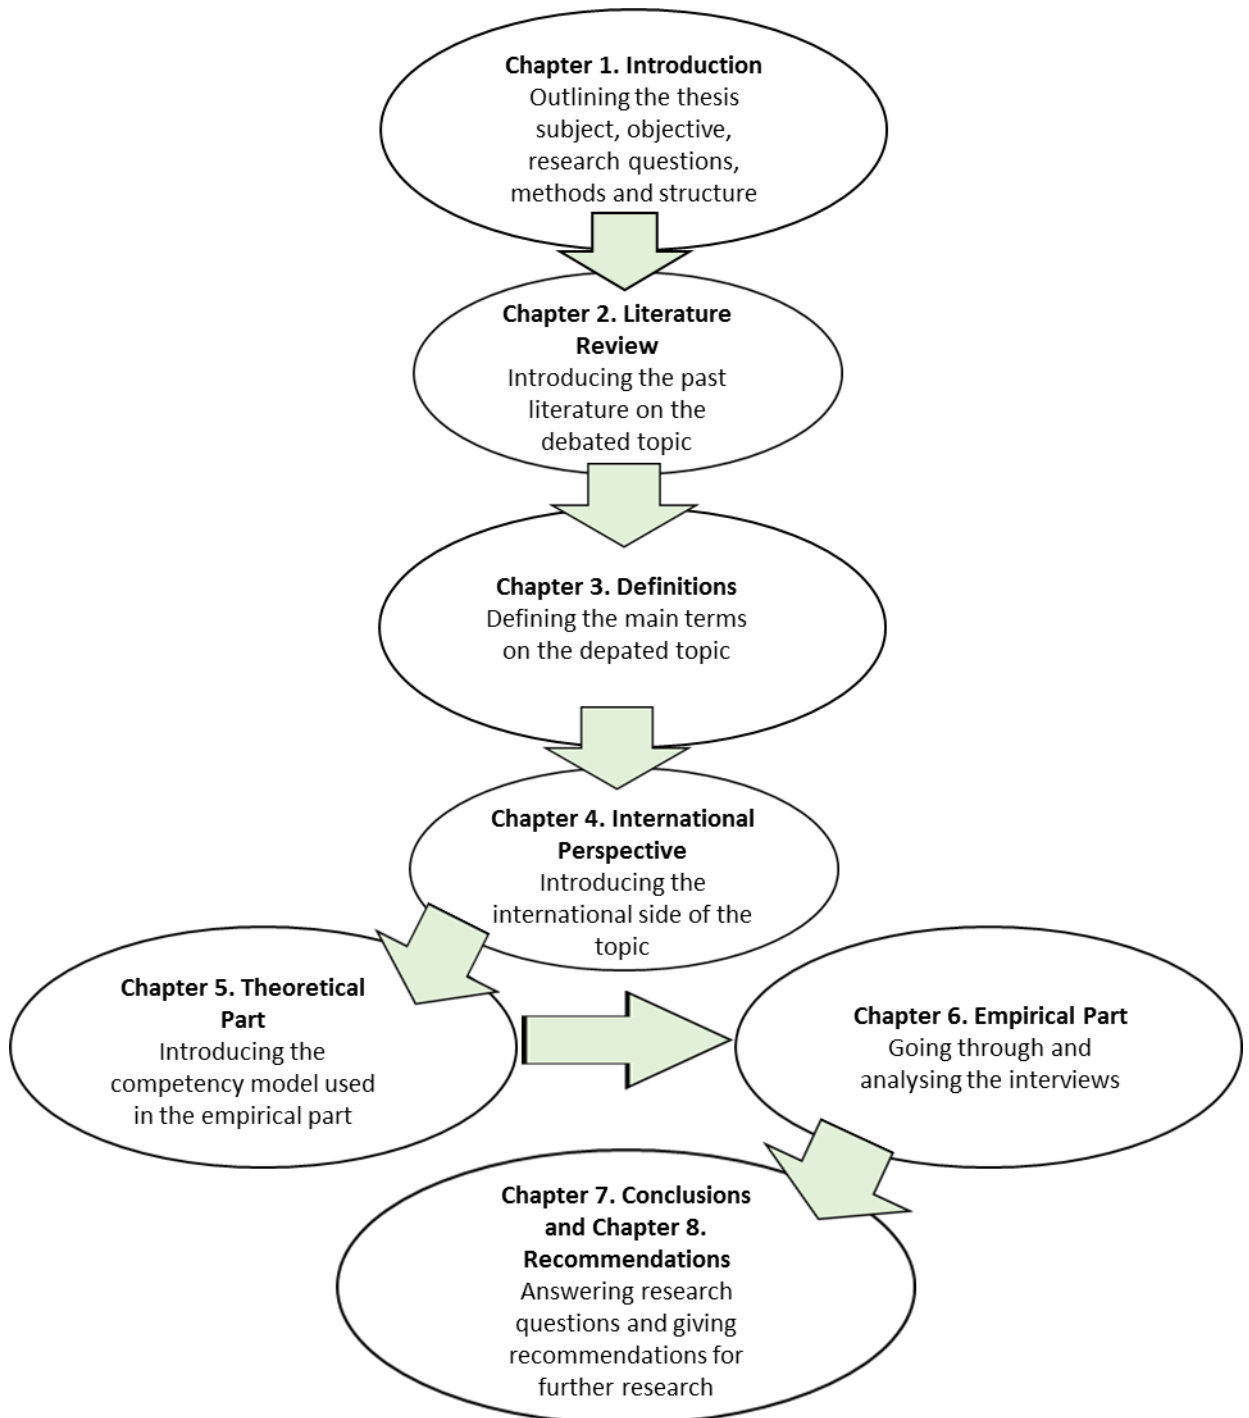 Chapter 1. Introduction
Outlining the thesis
subject, objective,
research questions,
methods and structure
Chapter 2. Literature
Review
Introducing the past
literature on the
debated topic
Chapter 3. Definitions
Defining the main terms
on the depated topic
Chapter 4. International
Perspective
Introducing the
international side of the
topic
Chapter 5. Theoretical
Part
Introducing the
competency model used
in the empirical part
Chapter 6. Empirical Part
Going through and
analysing the interviews
Chapter 7. Conclusions
and Chapter 8.
Recommendations
Answering research
questions and giving
recommendations for
further research